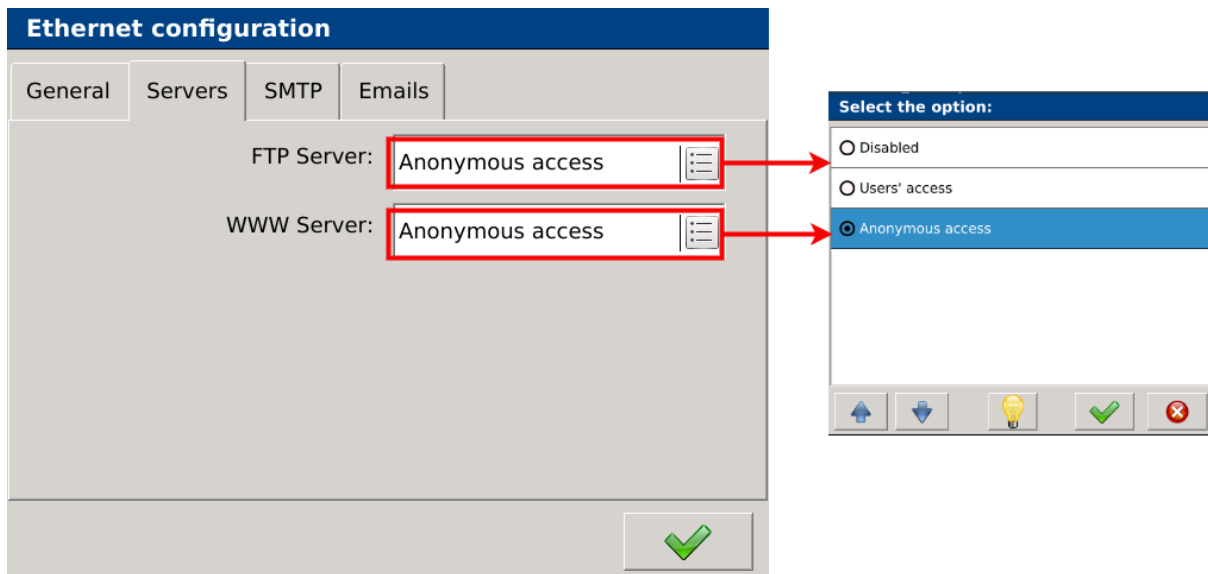 Ethernet configuration
General Servers SMTP Emails
FTP Server: Anonymous access
WWW Server: Anonymous access
Select the option:
Disabled
Users' access
Anonymous access